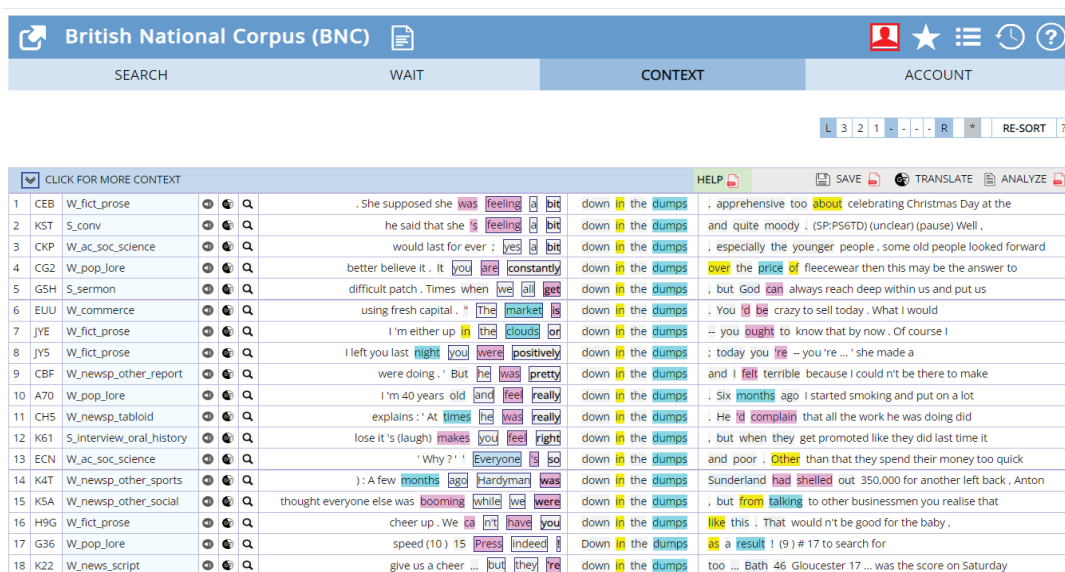 British National Corpus (BNC)
SEARCH WAIT CONTEXT ACCOUNT
L 3 2 1 - - - - R * RE-SORT ?
CLICK FOR MORE CONTEXT HELP SAVE TRANSLATE ANALYZE
1 CEB W_fict_prose . She supposed she was feeling a bit down in the dumps , apprehensive too about celebrating Christmas Day at the
2 KST S_conv he said that she 's feeling a bit down in the dumps and quite moody . (SP:PS6TD) (unclear) (pause) Well ,
3 CKP W_ac_soc_science would last for ever ; yes a bit down in the dumps , especially the younger people , some old people looked forward
4 CG2 W_pop_lore better believe it . It you are constantly down in the dumps over the price of fleecewear then this may be the answer to
5 G5H S_sermon difficult patch . Times when we all get down in the dumps , but God can always reach deep within us and put us
6 EUU W_commerce using fresh capital . " The market is down in the dumps . You 'd be crazy to sell today . What I would
7 JYE W_fict_prose I 'm either up in the clouds or down in the dumps -- you ought to know that by now . Of course I
8 JY5 W_fict_prose I left you last night you were positively down in the dumps ; today you 're -- you 're ... ' she made a
9 CBF W_newsp_other_report were doing . ' But he was pretty down in the dumps and I felt terrible because I could n't be there to make
10 A70 W_pop_lore I 'm 40 years old and feel really down in the dumps . Six months ago I started smoking and put on a lot
11 CH5 W_newsp_tabloid explains : ' At times he was really down in the dumps . He 'd complain that all the work he was doing did
12 K61 S_interview_oral_history lose it 's (laugh) makes you feel right down in the dumps , but when they get promoted like they did last time it
13 ECN W_ac_soc_science ' Why ? ' ' Everyone 's so down in the dumps and poor . Other than that they spend their money too quick
14 K4T W_newsp_other_sports ) : A few months ago Hardyman was down in the dumps Sunderland had shelled out 350,000 for another left back , Anton
15 K5A W_newsp_other_social thought everyone else was booming while we were down in the dumps , but from talking to other businessmen you realise that
16 H9G W_fict_prose cheer up . We ca n't have you down in the dumps like this . That would n't be good for the baby ,
17 G36 W_pop_lore speed (10 ) 15 Press indeed ! Down in the dumps as a result ! (9 ) # 17 to search for
18 K22 W_news_script give us a cheer ... but they 're down in the dumps too ... Bath 46 Gloucester 17 ... was the score on Saturday